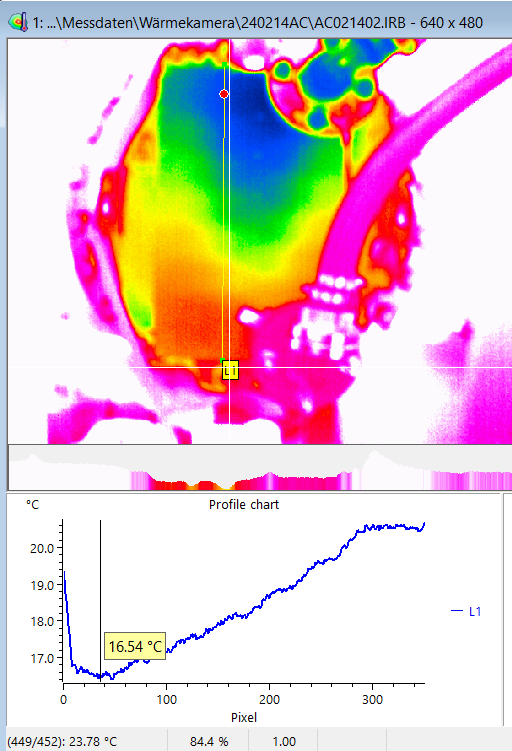 1: ...\Messdaten\Wärmekamera\240214AC\AC021402.IRB - 640 x 480
L1
°C
Profile chart
20.0
19.0
18.0
17.0
16.54 °C
L1
0
100
200
300
Pixel
(449/452): 23.78 °C
84.4 %
1.00